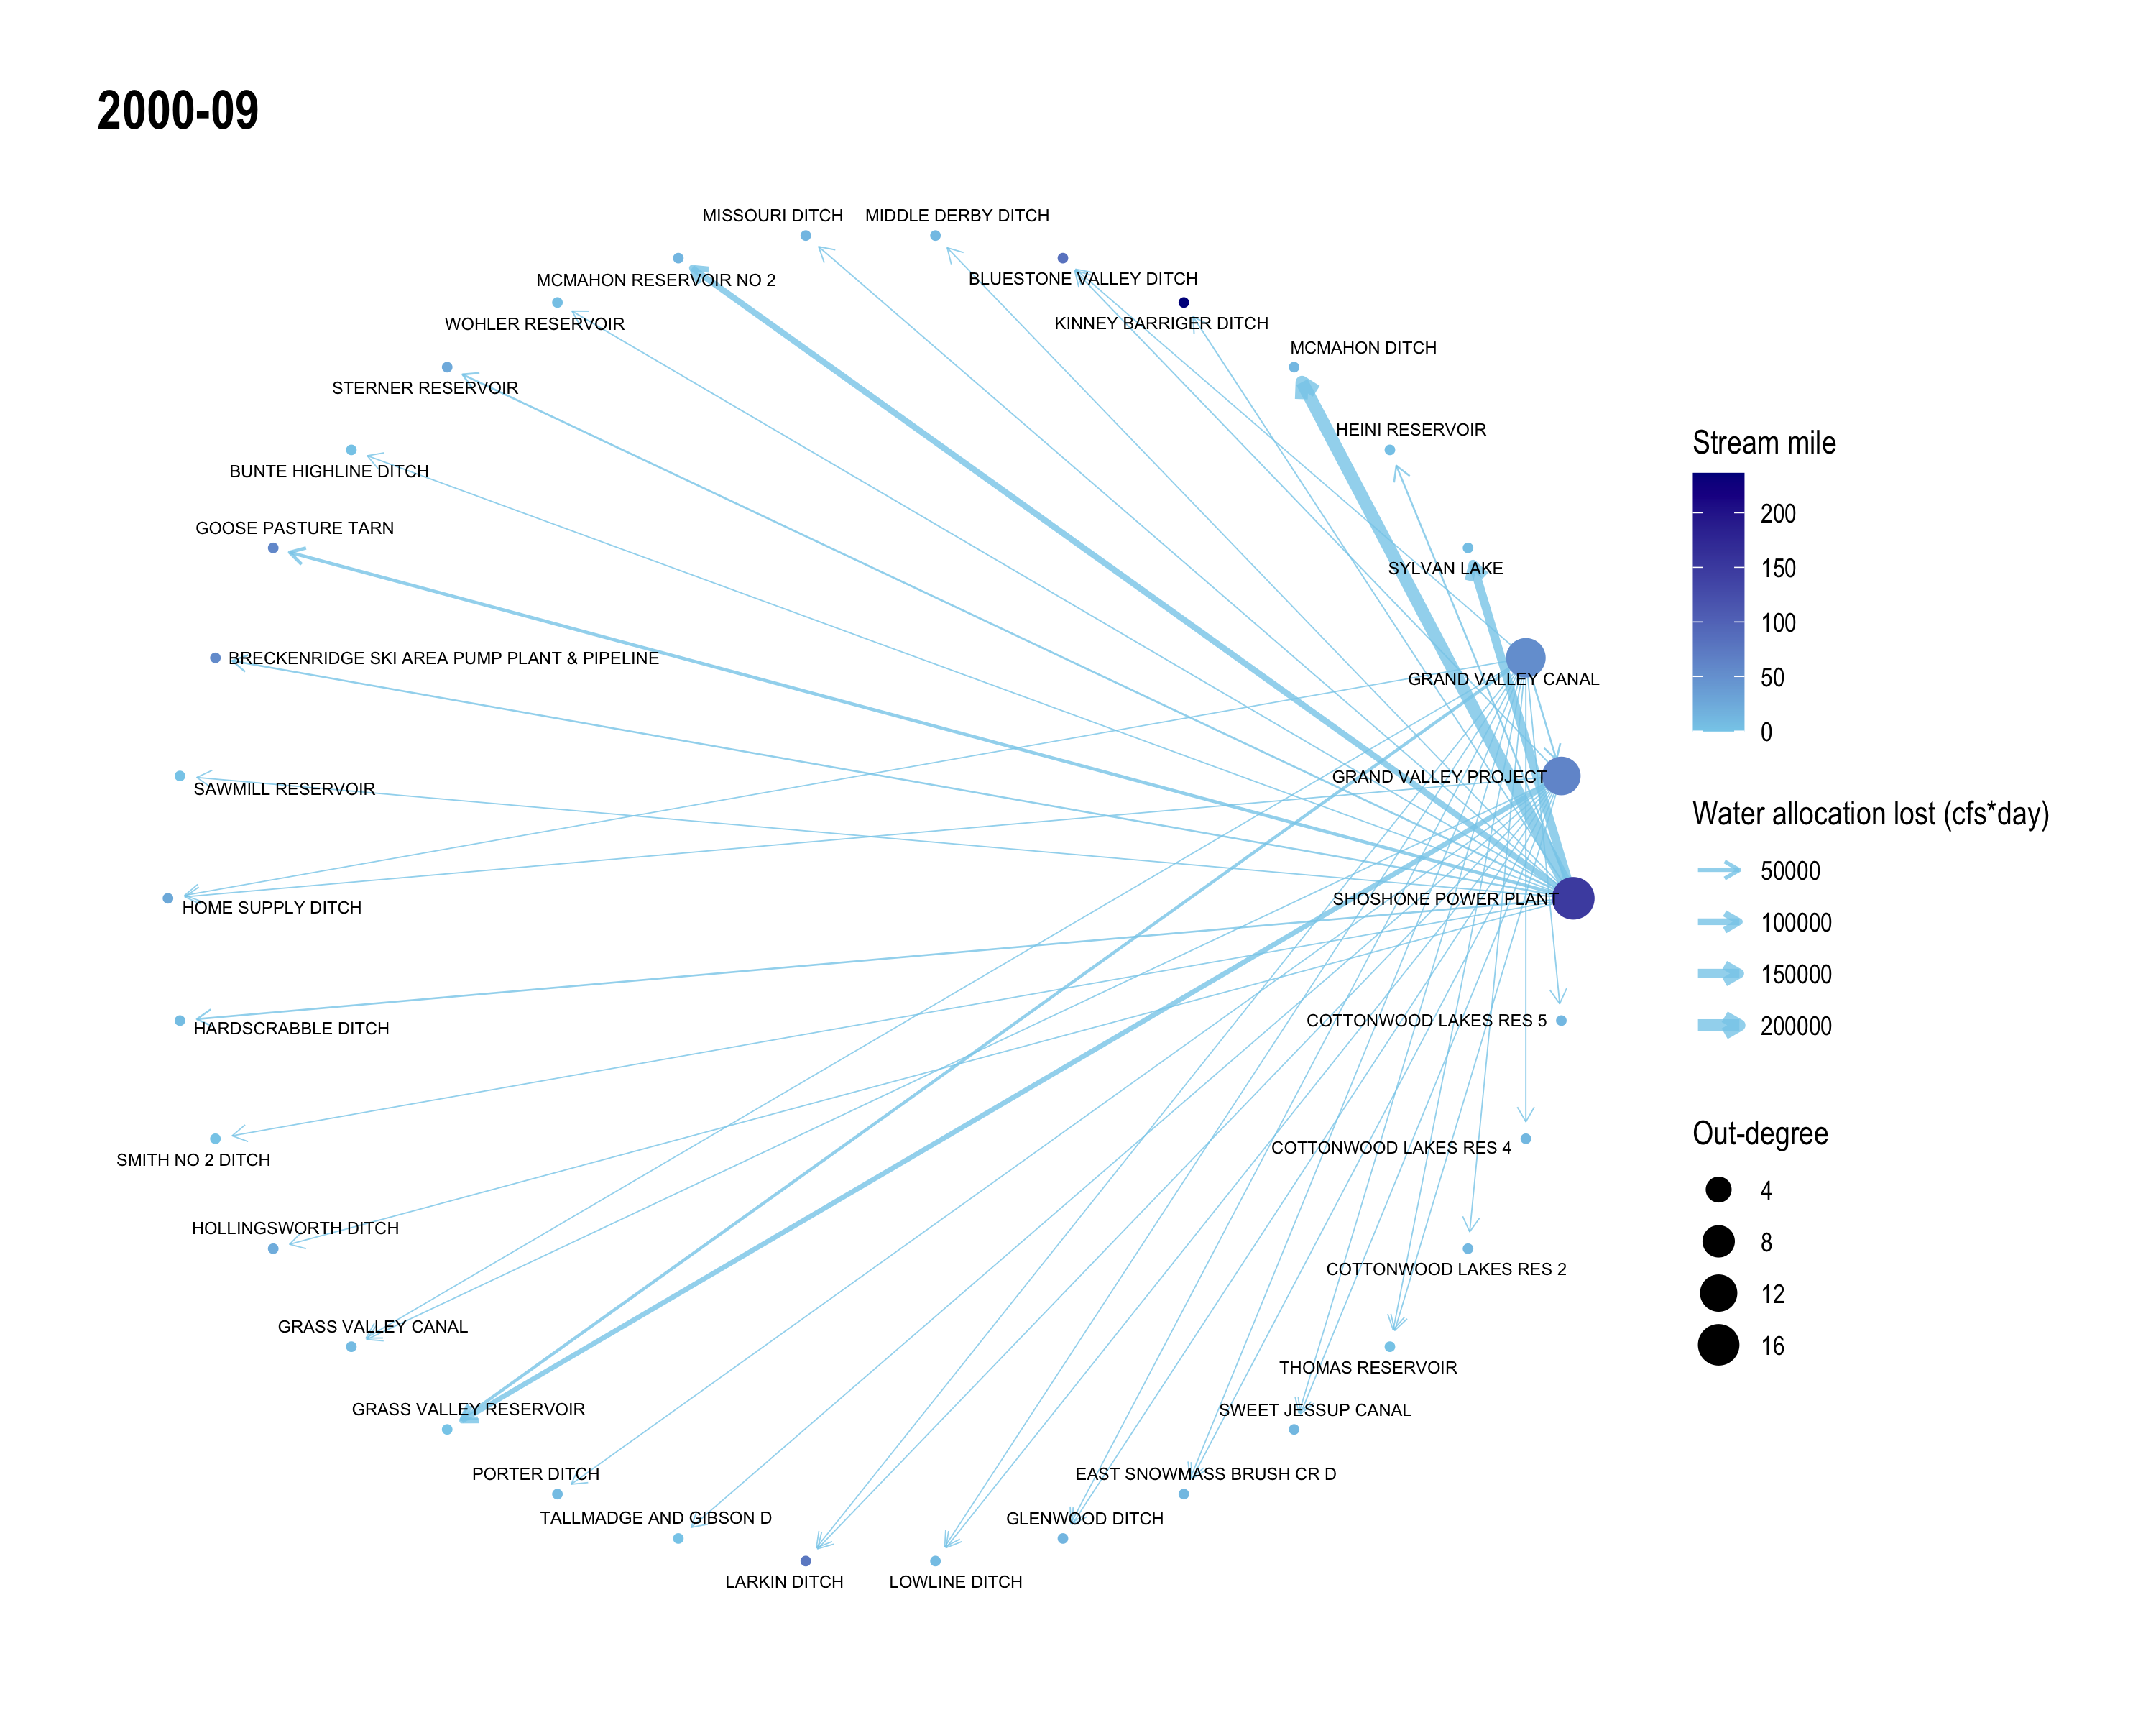 2000-09
MISSOURI DITCH
MIDDLE DERBY DITCH
MCMAHON RESERVOIR NO 2
BLUESTONE VALLEY DITCH
WOHLER RESERVOIR
KINNEY BARRIGER DITCH
MCMAHON DITCH
STERNER RESERVOIR
HEINI RESERVOIR
BUNTE HIGHLINE DITCH
GOOSE PASTURE TARN
SYLVAN LAKE
BRECKENRIDGE SKI AREA PUMP PLANT & PIPELINE
GRAND VALLEY CANAL
GRAND VALLEY PROJECT
SAWMILL RESERVOIR
SHOSHONE POWER PLANT
HOME SUPPLY DITCH
COTTONWOOD LAKES RES 5
HARDSCRABBLE DITCH
COTTONWOOD LAKES RES 4
SMITH NO 2 DITCH
HOLLINGSWORTH DITCH
COTTONWOOD LAKES RES 2
GRASS VALLEY CANAL
THOMAS RESERVOIR
GRASS VALLEY RESERVOIR
SWEET JESSUP CANAL
PORTER DITCH
EAST SNOWMASS BRUSH CR D
TALLMADGE AND GIBSON D
GLENWOOD DITCH
LARKIN DITCH
LOWLINE DITCH
Stream mile
200
150
100
50
0
Water allocation lost (cfs*day)
50000
100000
150000
200000
Out-degree
4
8
12
16